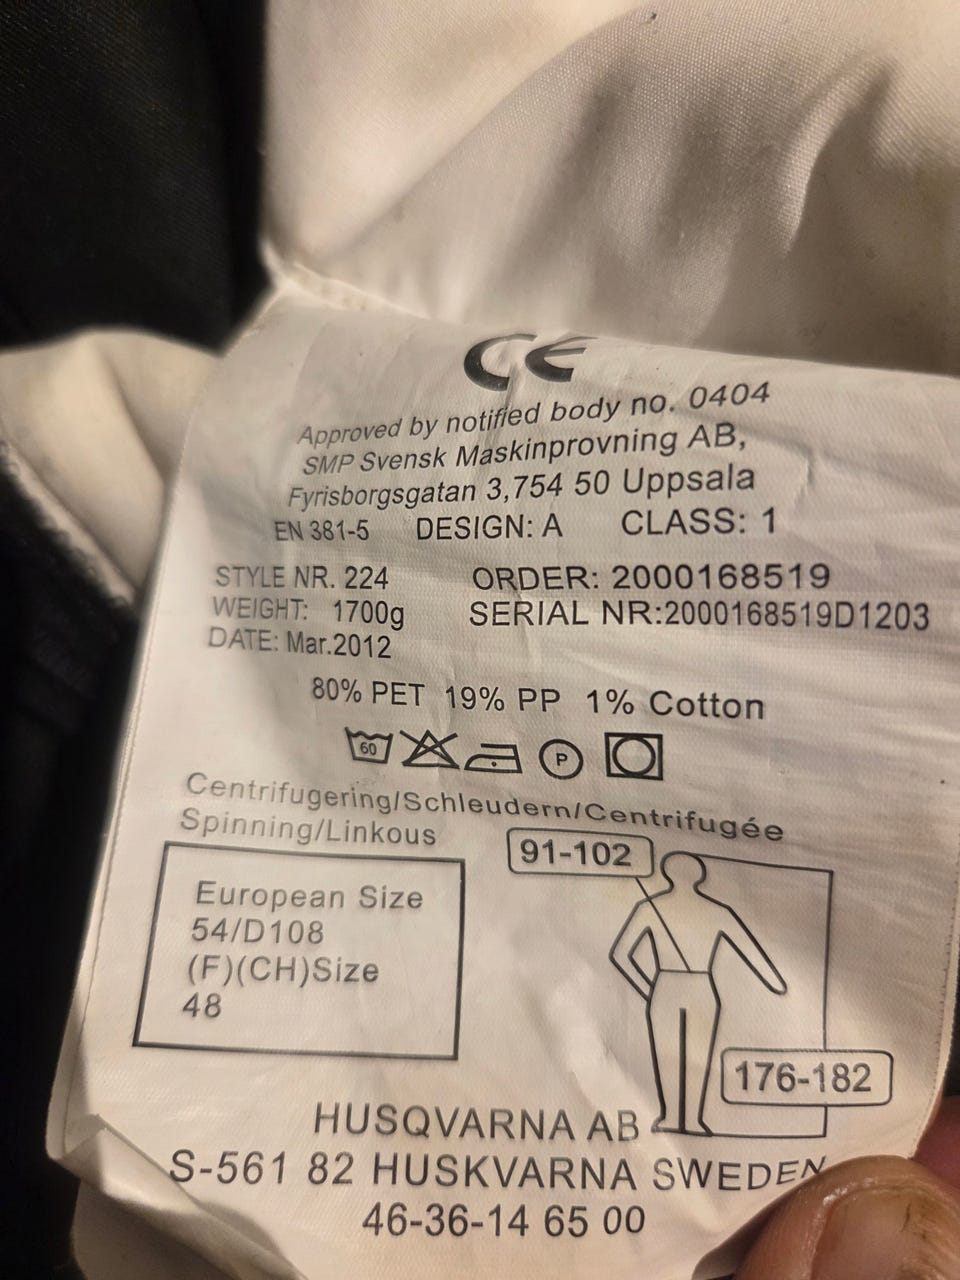 CE
Approved by notified body no. 0404
SMP Svensk Maskinprovning AB,
Fyrisborgsgatan 3,754 50 Uppsala
EN 381-5 DESIGN: A CLASS: 1
STYLE NR. 224 ORDER: 2000168519
WEIGHT: 1700g SERIAL NR:2000168519D1203
DATE: Mar.2012
80% PET 19% PP 1% Cotton
60 P
Centrifugering/Schleudern/Centrifugée
Spinning/Linkous
91-102
European Size
54/D108
(F)(CH)Size
48
176-182
HUSQVARNA AB
S-561 82 HUSKVARNA SWEDEN
46-36-14 65 00